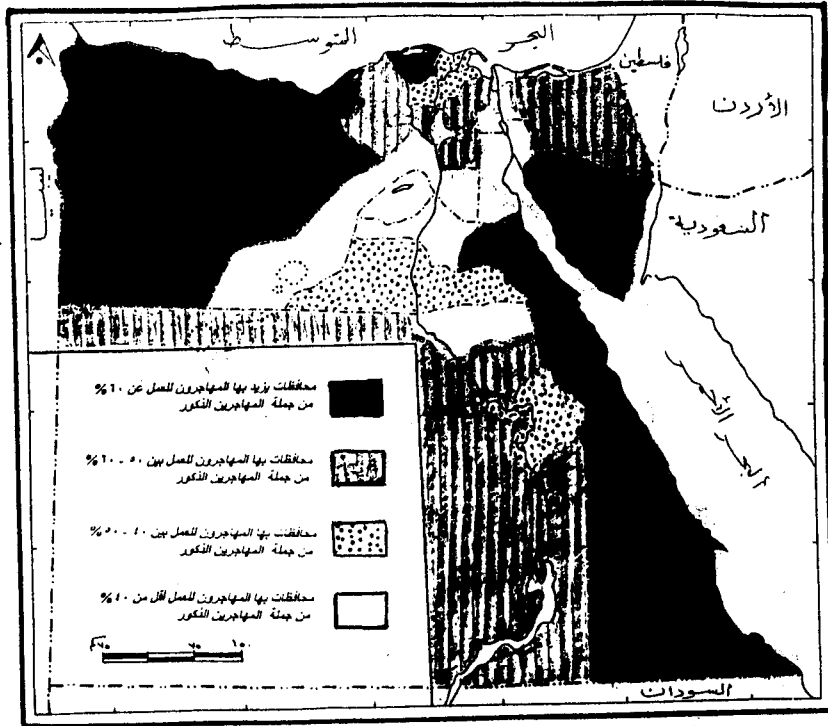 البحر المتوسط
فلسطين
الأردن
السعودية
البحر الأحمر
محافظات يزيد بها المهاجرون للعمل عن ٦٠%
من جملة المهاجرين الذكور
محافظات بها المهاجرون للعمل بين ٥٠ - ٦٠%
من جملة المهاجرين الذكور
محافظات بها المهاجرون للعمل بين ٤٠ - ٥٠%
من جملة المهاجرين الذكور
محافظات بها المهاجرون للعمل أقل من ٤٠%
من جملة المهاجرين الذكور
السودان